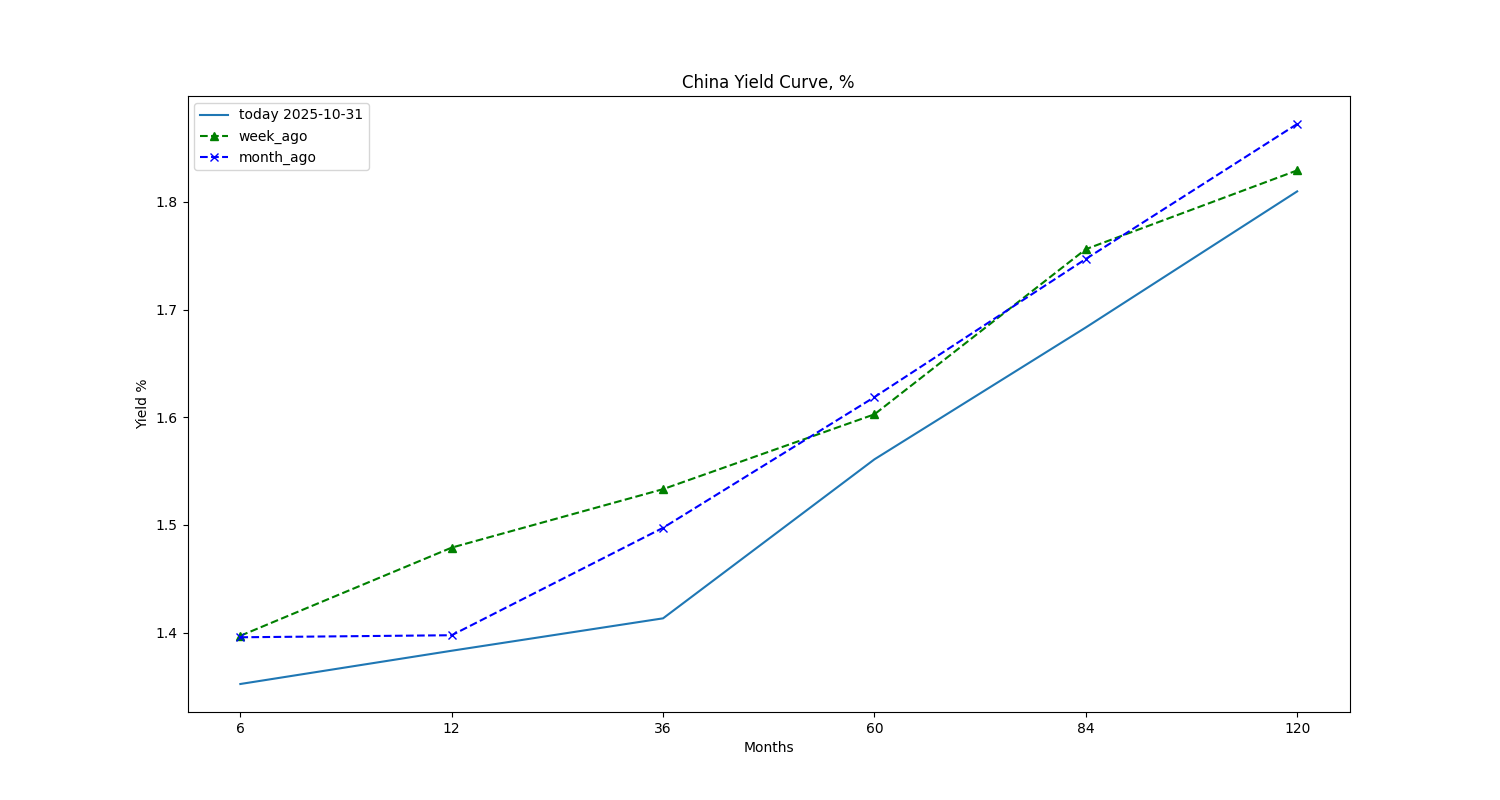 China Yield Curve, %
today 2025-10-31
week_ago
month_ago
1.8
1.7
1.6
1.5
1.4
Yield %
6 12 36 60 84 120
Months